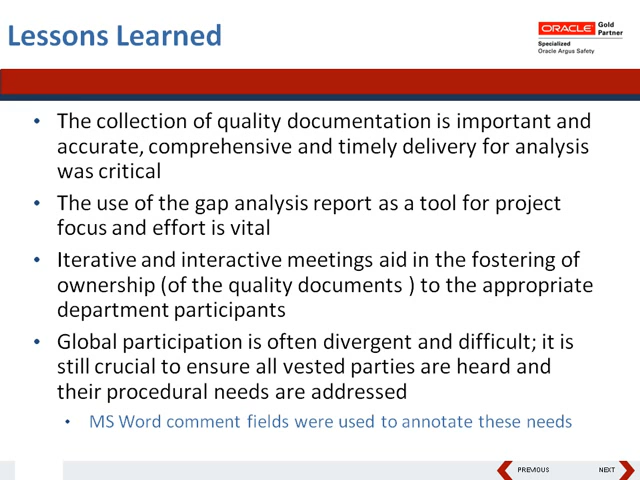 Lessons Learned
ORACLE Gold
Partner
Specialized
Oracle Argus Safety
• The collection of quality documentation is important and
accurate, comprehensive and timely delivery for analysis
was critical
• The use of the gap analysis report as a tool for project
focus and effort is vital
• Iterative and interactive meetings aid in the fostering of
ownership (of the quality documents ) to the appropriate
department participants
• Global participation is often divergent and difficult; it is
still crucial to ensure all vested parties are heard and
their procedural needs are addressed
• MS Word comment fields were used to annotate these needs
PREVIOUS NEXT